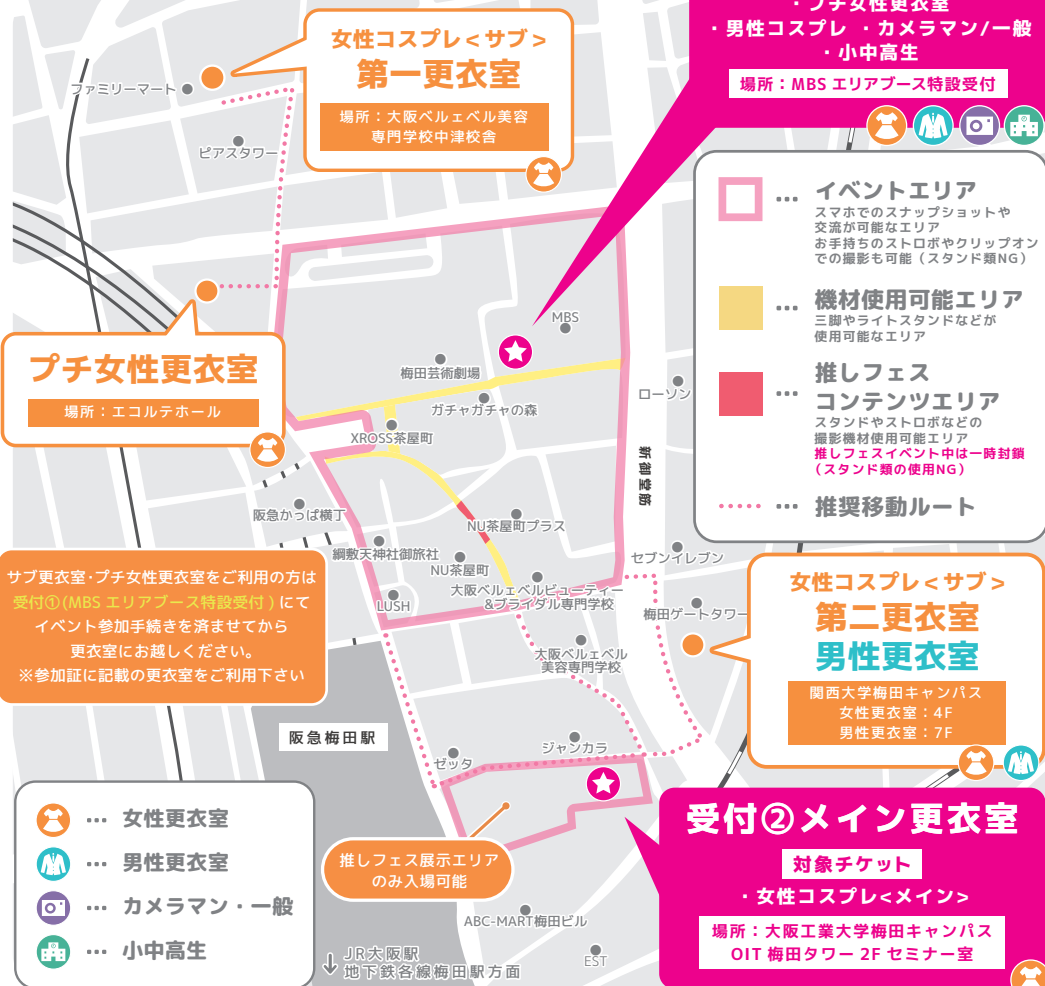 ・プチ女性更衣室
・男性コスプレ ・カメラマン/一般
・小中高生
場所：MBS エリアブース特設受付
女性コスプレ＜サブ＞
第一更衣室
場所：大阪ベルェベル美容
専門学校中津校舎
ファミリーマート
ピアスタワー
… イベントエリア
スマホでのスナップショットや
交流が可能なエリア
お手持ちのストロボやクリップオン
での撮影も可能（スタンド類NG）
… 機材使用可能エリア
三脚やライトスタンドなどが
使用可能なエリア
… 推しフェス
コンテンツエリア
スタンドやストロボなどの
撮影機材使用可能エリア
推しフェスイベント中は一時封鎖
（スタンド類の使用NG）
… 推奨移動ルート
プチ女性更衣室
場所：エコルテホール
MBS
梅田芸術劇場
ガチャガチャの森
XROSS茶屋町
ローソン
新御堂筋
阪急かっぱ横丁
NU茶屋町プラス
綱敷天神社御旅社
NU茶屋町
大阪ベルェベルビューティー
&ブライダル専門学校
LUSH
セブンイレブン
梅田ゲートタワー
大阪ベルェベル
美容専門学校
サブ更衣室･プチ女性更衣室をご利用の方は
受付①(MBS エリアブース特設受付 ) にて
イベント参加手続きを済ませてから
更衣室にお越しください。
※参加証に記載の更衣室をご利用下さい
女性コスプレ＜サブ＞
第二更衣室
男性更衣室
関西大学梅田キャンパス
女性更衣室：4F
男性更衣室：7F
阪急梅田駅
ゼッタ
ジャンカラ
推しフェス展示エリア
のみ入場可能
… 女性更衣室
… 男性更衣室
… カメラマン・一般
… 小中高生
ABC-MART梅田ビル
EST
↓ JR大阪駅
地下鉄各線梅田駅方面
受付②メイン更衣室
対象チケット
・女性コスプレ<メイン>
場所：大阪工業大学梅田キャンパス
OIT 梅田タワー 2F セミナー室